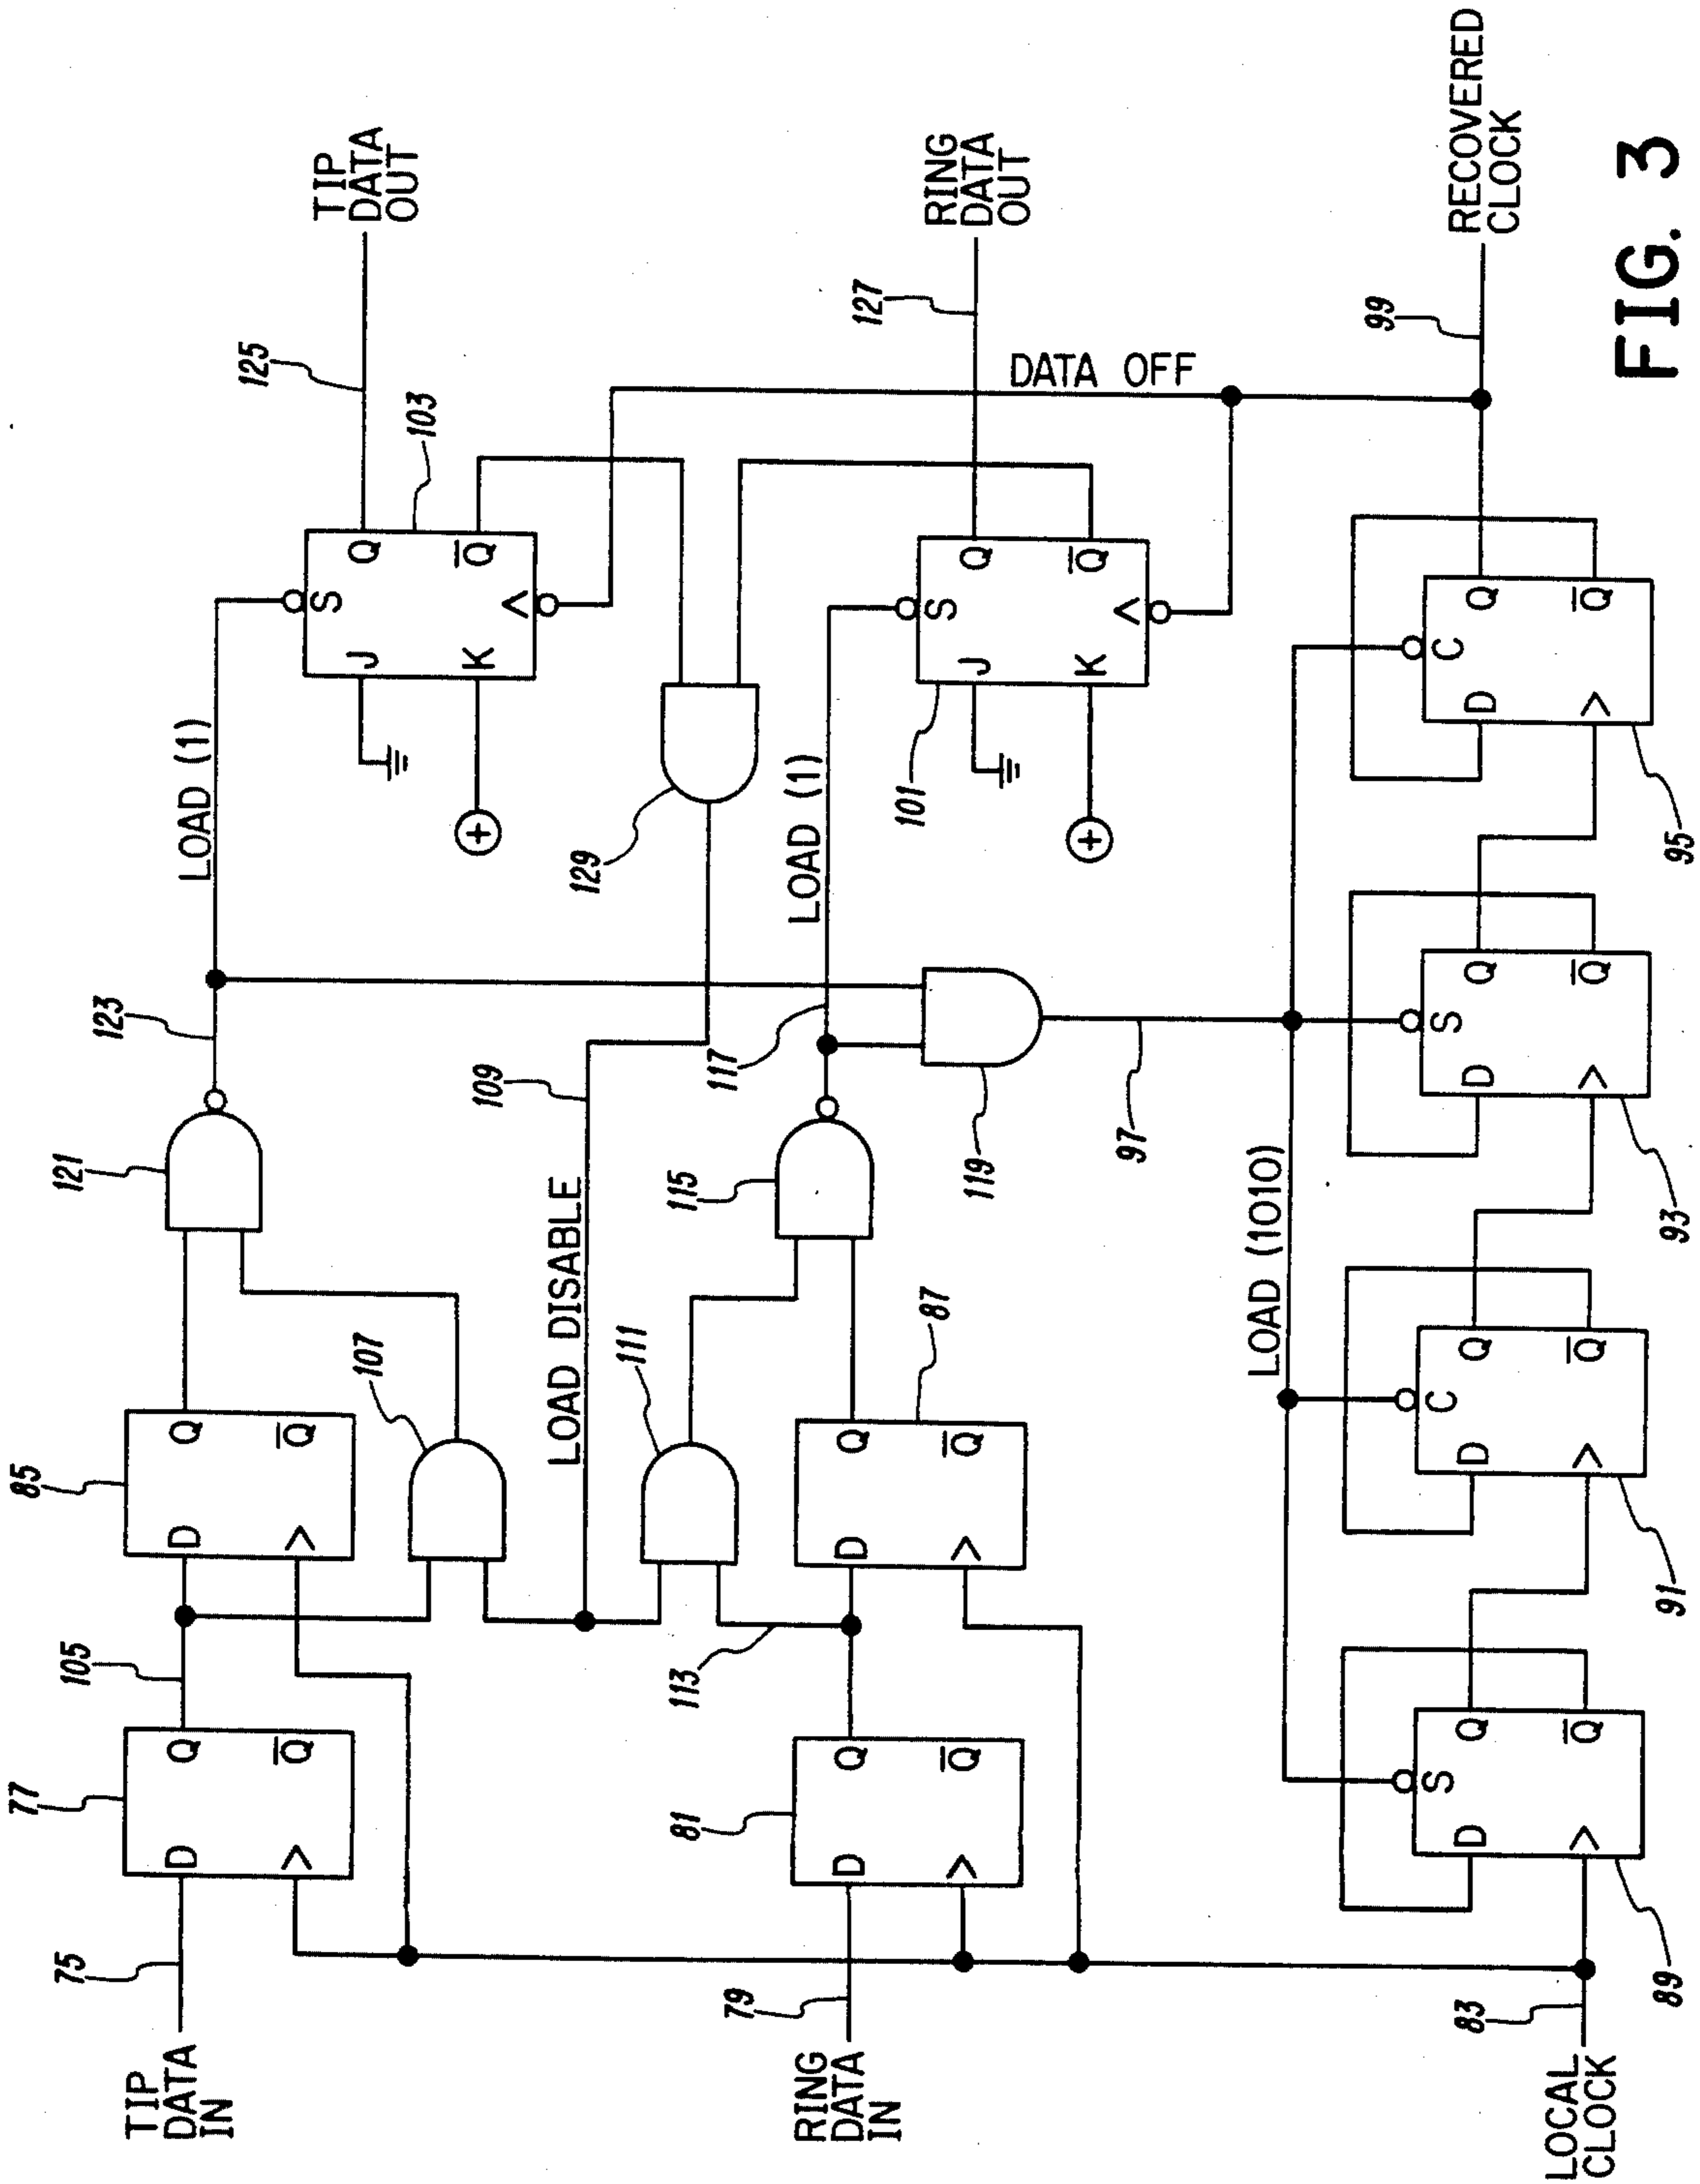 TIP
DATA
IN
75
77
D
Q
Q̅
>
105
85
D
Q
Q̅
>
107
121
123
LOAD (1)
S
J
K
Q
Q̅
>
103
125
TIP
DATA
OUT
+
129
109
LOAD DISABLE
111
113
RING
DATA
IN
79
81
D
Q
Q̅
>
87
D
Q
Q̅
>
115
117
119
LOAD (1)
101
S
J
K
Q
Q̅
>
+
127
RING
DATA
OUT
DATA OFF
97
LOAD (1010)
LOCAL
CLOCK
83
89
S
D
Q
Q̅
>
91
C
D
Q
Q̅
>
93
S
D
Q
Q̅
>
95
C
D
Q
Q̅
>
99
RECOVERED
CLOCK
FIG. 3